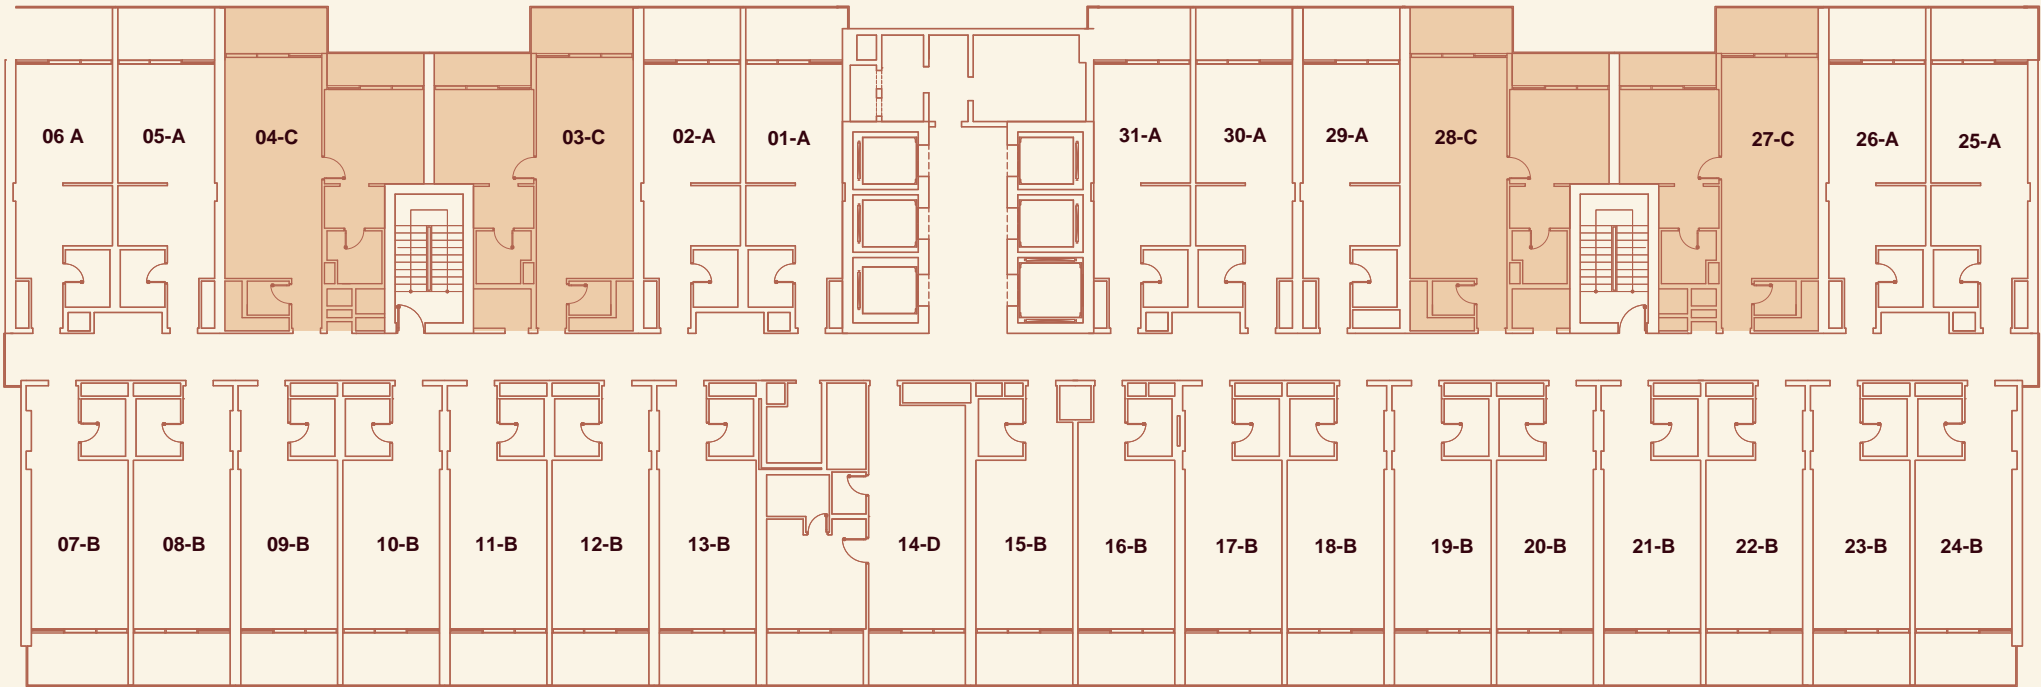 06 A
05-A
04-C
03-C
02-A
01-A
31-A
30-A
29-A
28-C
27-C
26-A
25-A
07-B
08-B
09-B
10-B
11-B
12-B
13-B
14-D
15-B
16-B
17-B
18-B
19-B
20-B
21-B
22-B
23-B
24-B